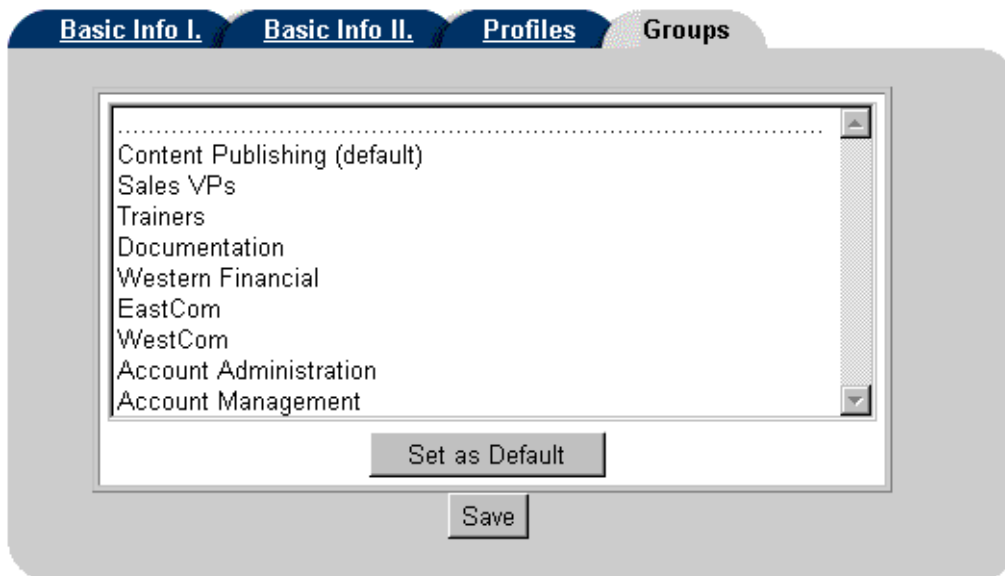 Basic Info I. Basic Info II. Profiles Groups
................................................................................................
Content Publishing (default)
Sales VPs
Trainers
Documentation
Western Financial
EastCom
WestCom
Account Administration
Account Management
Set as Default
Save